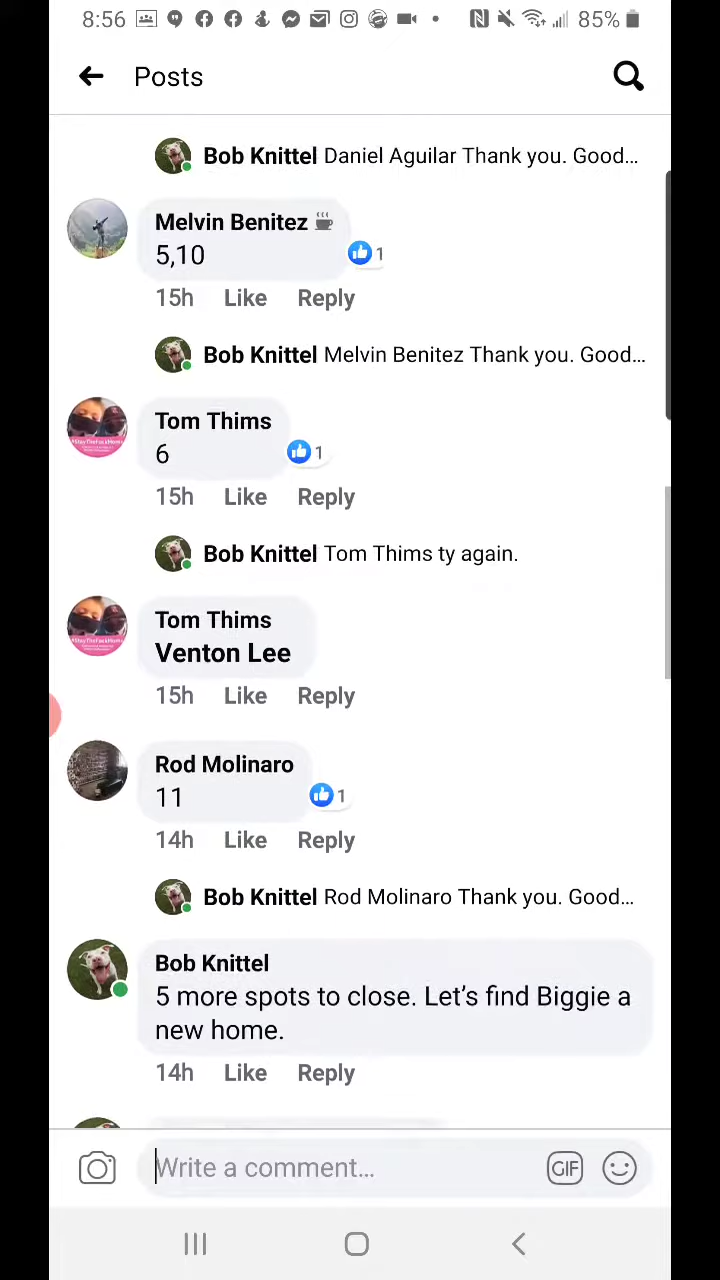 8:56
85%
Posts
Bob Knittel Daniel Aguilar Thank you. Good...
Melvin Benitez
5,10
1
15h Like Reply
Bob Knittel Melvin Benitez Thank you. Good...
Tom Thims
6
1
15h Like Reply
Bob Knittel Tom Thims ty again.
Tom Thims
Venton Lee
15h Like Reply
Rod Molinaro
11
1
14h Like Reply
Bob Knittel Rod Molinaro Thank you. Good...
Bob Knittel
5 more spots to close. Let's find Biggie a
new home.
14h Like Reply
Write a comment...
GIF